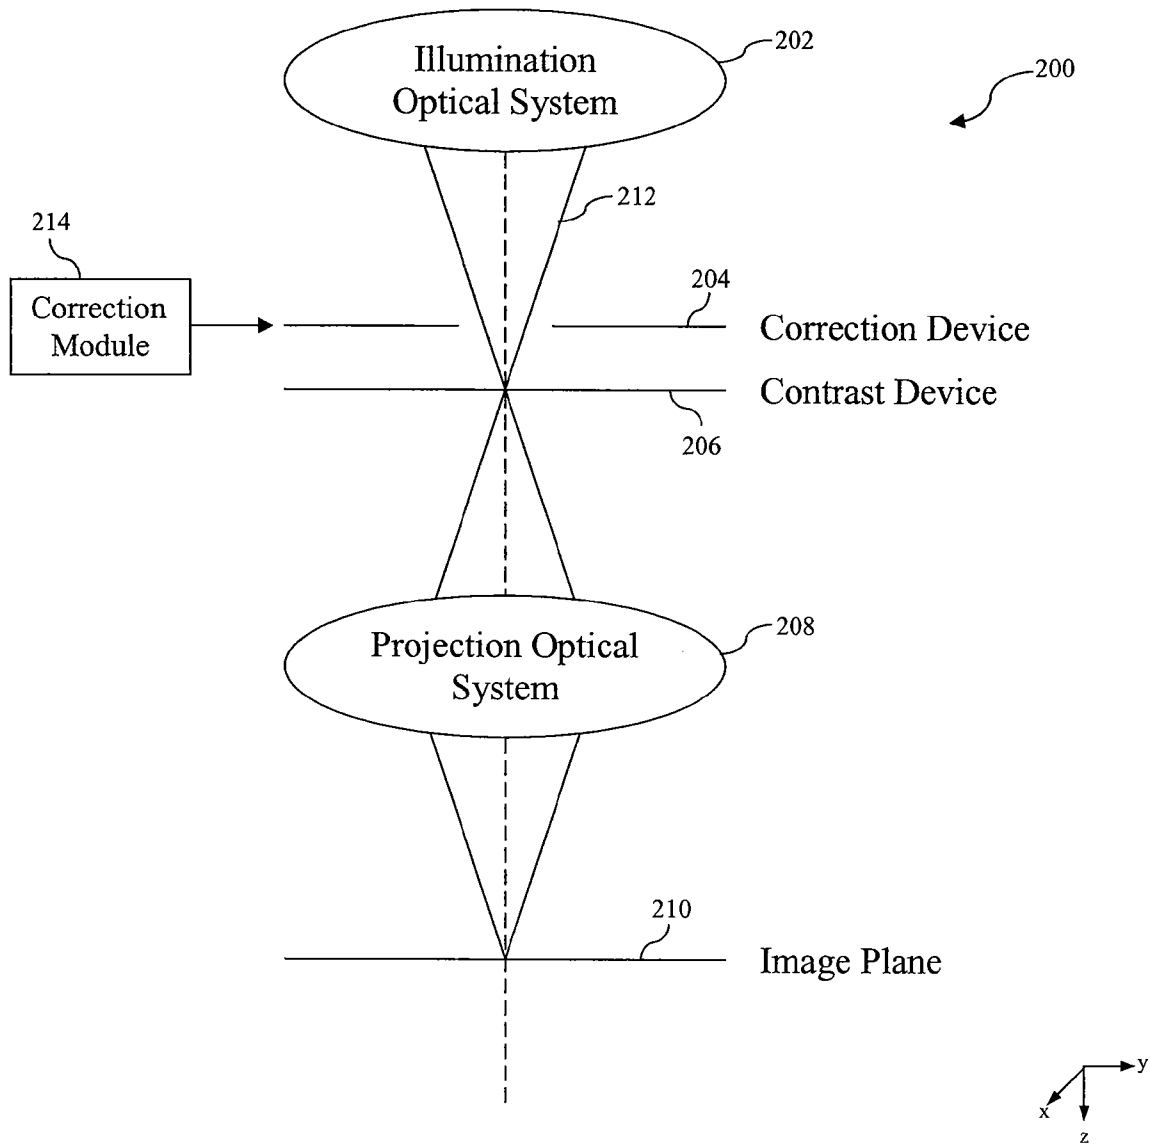 Illumination
Optical System
202
200
212
214
Correction
Module
204
Correction Device
Contrast Device
206
Projection Optical
System
208
210
Image Plane
y
x
z